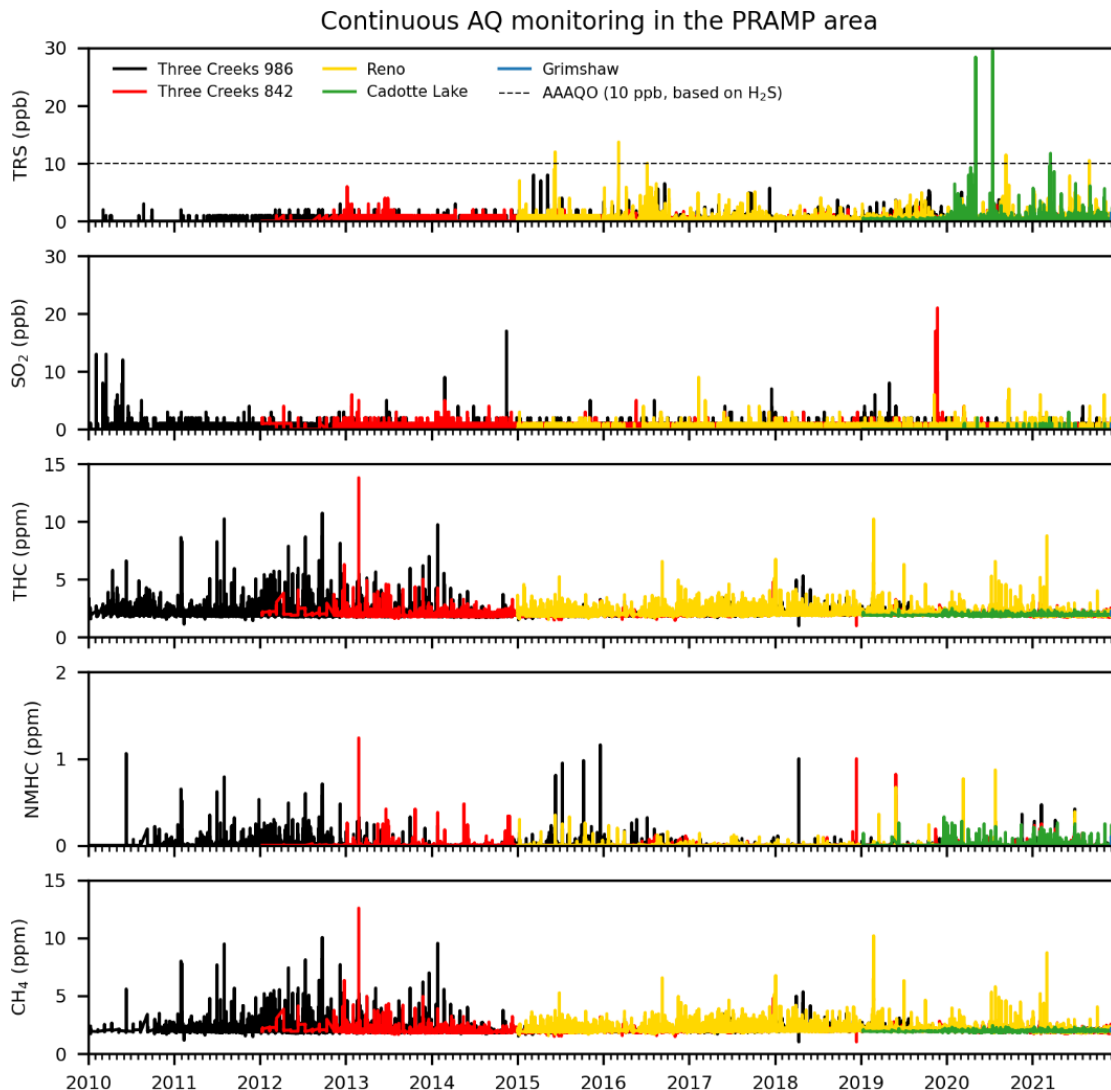 Continuous AQ monitoring in the PRAMP area
30
20
10
0
TRS (ppb)
Three Creeks 986
Three Creeks 842
Reno
Cadotte Lake
Grimshaw
AAAQO (10 ppb, based on H₂S)
30
20
10
0
SO₂ (ppb)
15
10
5
0
THC (ppm)
2
1
0
NMHC (ppm)
15
10
5
0
CH₄ (ppm)
2010 2011 2012 2013 2014 2015 2016 2017 2018 2019 2020 2021